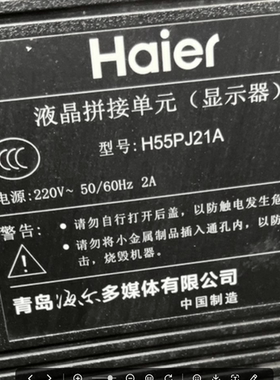 Haier
液晶拼接单元（显示器）
型号:H55PJ21A
电源:220V~ 50/60Hz 2A
警告:
•请勿自行打开后盖，以防触电发生危
•请勿将小金属制品插入通孔内，以
击，烧毁机器。
青岛海尔多媒体有限公司
中国制造